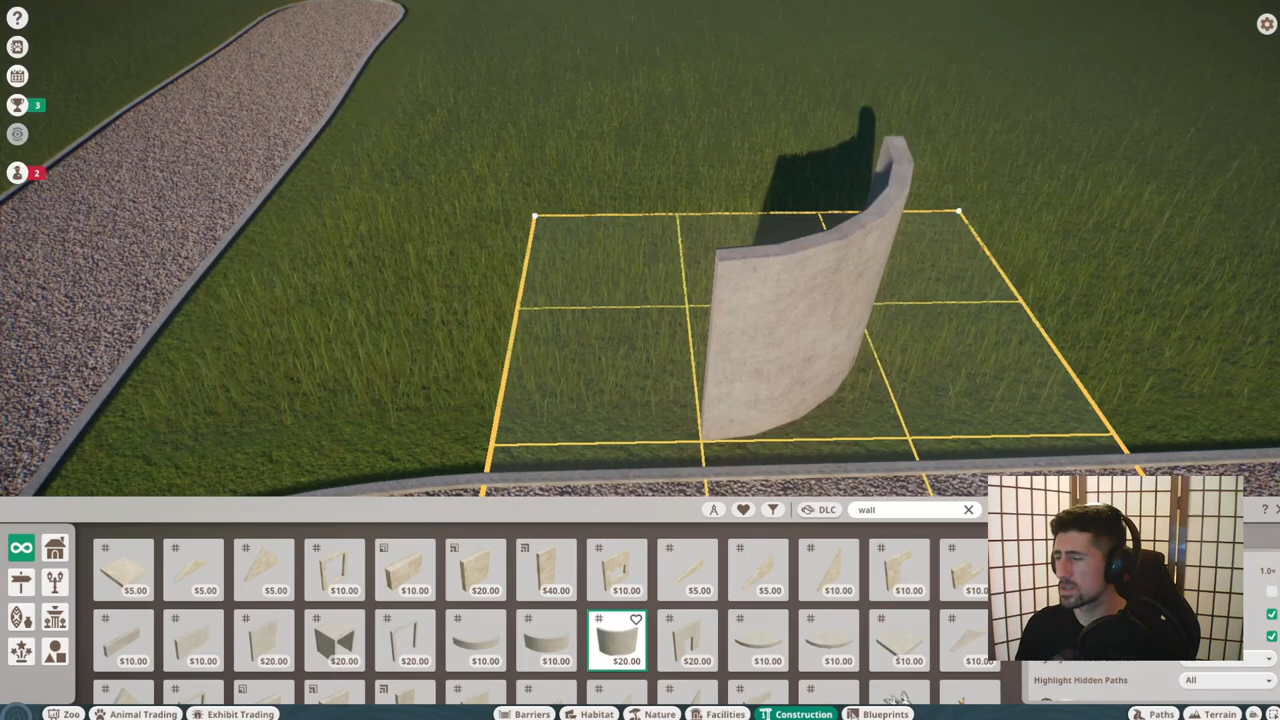 ?
3
2
DLC
wall
?
$5.00 $5.00 $5.00 $10.00 $10.00 $20.00 $40.00 $10.00 $5.00 $5.00 $10.00 $10.00 $10.00
1.0×
$10.00 $10.00 $20.00 $20.00 $20.00 $10.00 $10.00 $20.00 $20.00 $10.00 $10.00 $10.00 $10.00
Highlight Hidden Paths All
Zoo Animal Trading Exhibit Trading Barriers Habitat Nature Facilities Construction Blueprints Paths Terrain